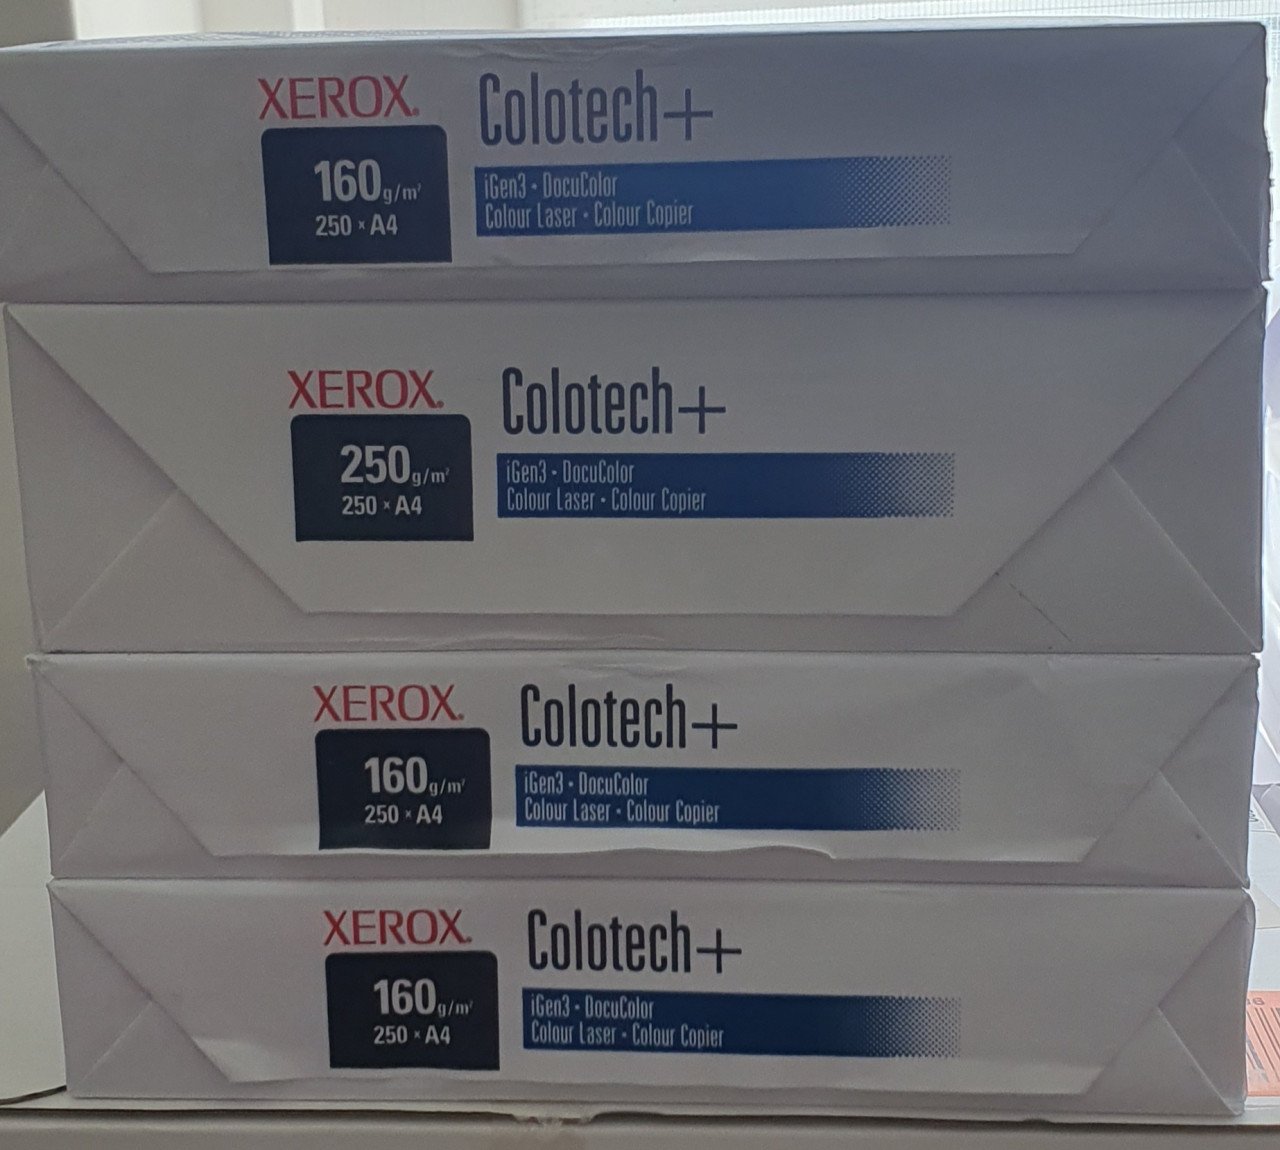 XEROX.
Colotech+
160g/m²
250 × A4
iGen3 · DocuColor
Colour Laser · Colour Copier
XEROX.
Colotech+
250g/m²
250 × A4
iGen3 · DocuColor
Colour Laser · Colour Copier
XEROX.
Colotech+
160g/m²
250 × A4
iGen3 · DocuColor
Colour Laser · Colour Copier
XEROX.
Colotech+
160g/m²
250 × A4
iGen3 · DocuColor
Colour Laser · Colour Copier